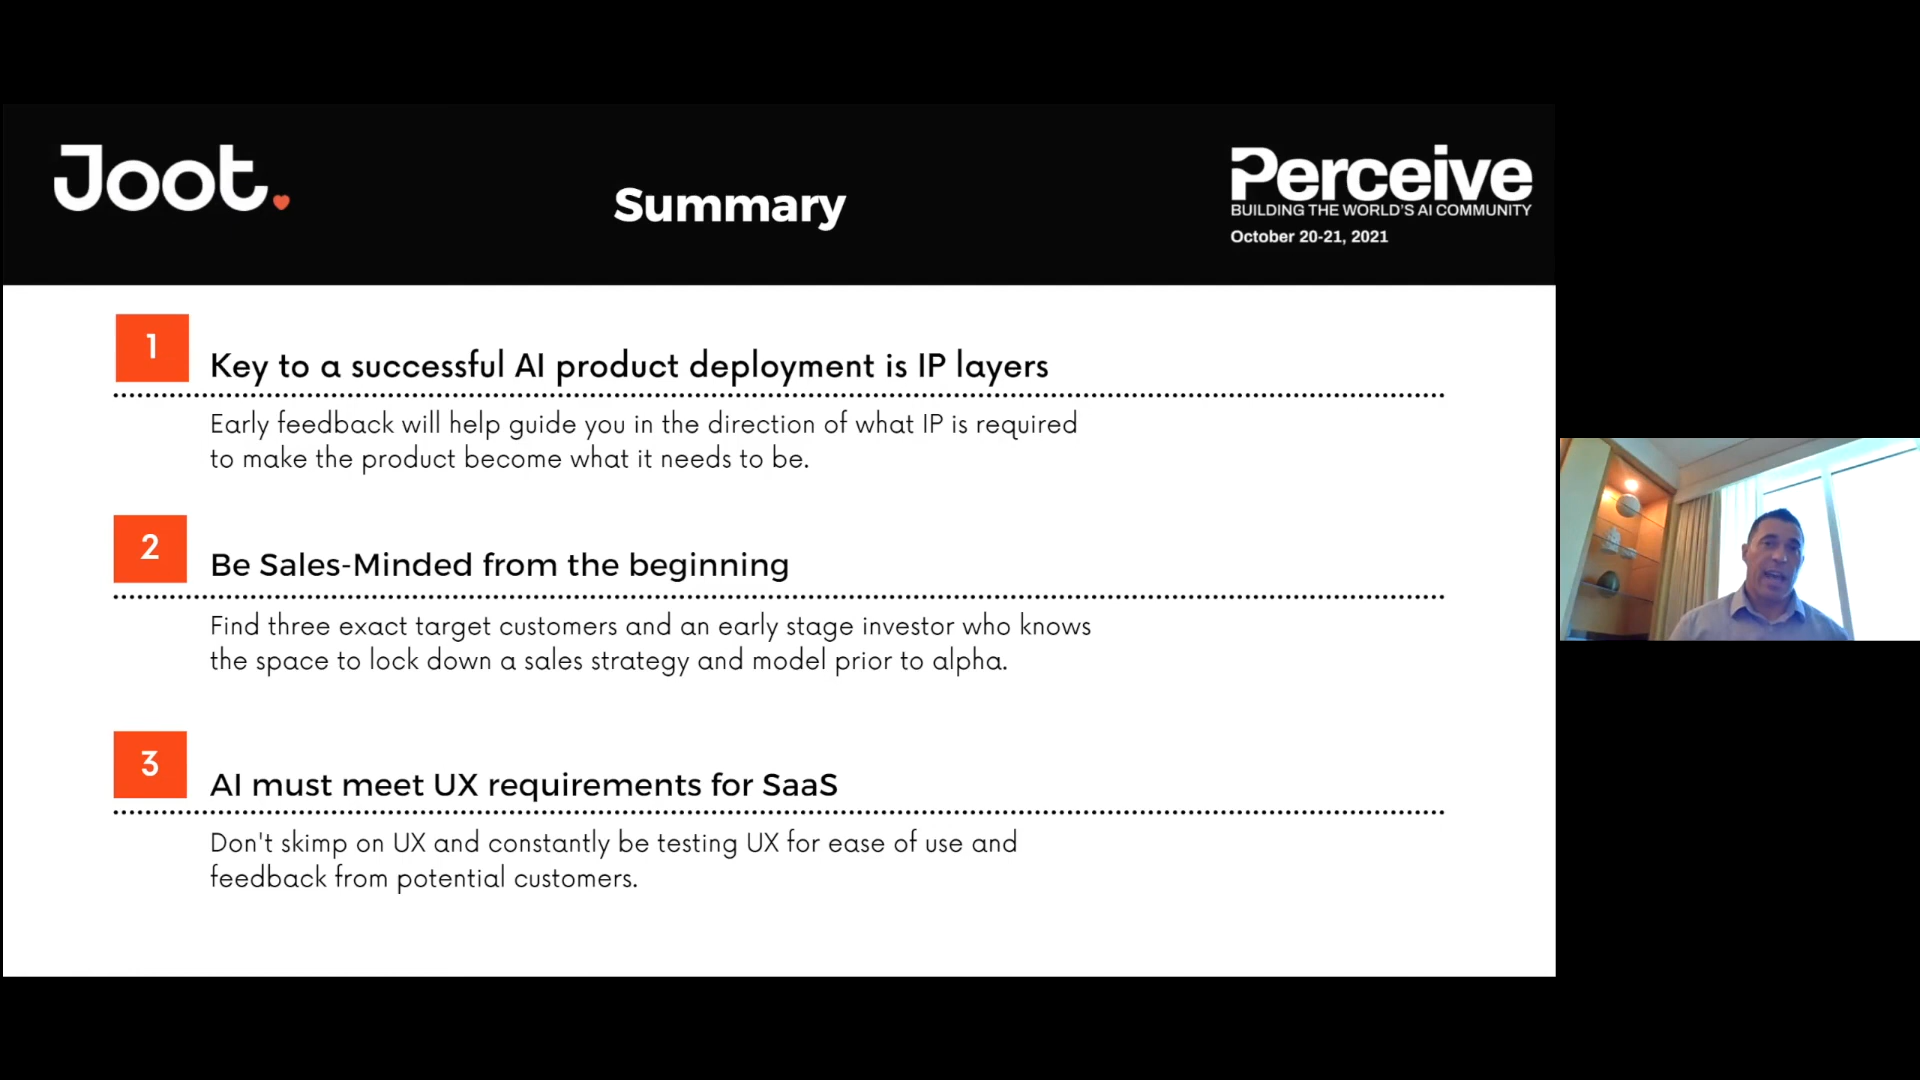 Joot.
Summary
Perceive
BUILDING THE WORLD'S AI COMMUNITY
October 20-21, 2021
1
Key to a successful AI product deployment is IP layers
Early feedback will help guide you in the direction of what IP is required
to make the product become what it needs to be.
2
Be Sales-Minded from the beginning
Find three exact target customers and an early stage investor who knows
the space to lock down a sales strategy and model prior to alpha.
3
AI must meet UX requirements for SaaS
Don't skimp on UX and constantly be testing UX for ease of use and
feedback from potential customers.